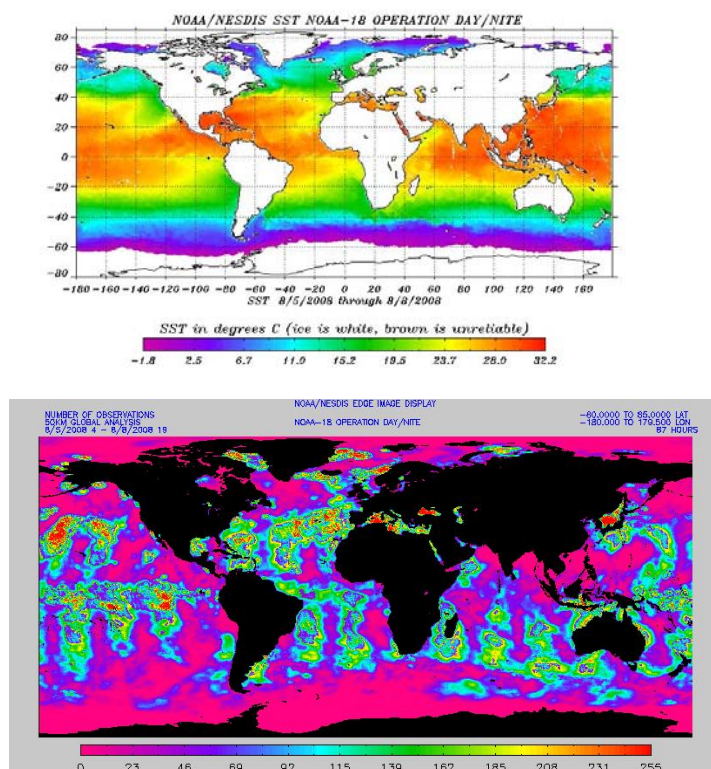 NOAA/NESDIS SST NOAA-18 OPERATION DAY/NITE
80
60
40
20
0
-20
-40
-60
-80
-180 -160 -140 -120 -100 -80 -60 -40 -20 0 20 40 60 80 100 120 140 160
SST 8/5/2008 through 8/8/2008
SST in degrees C (ice is white, brown is unreliable)
-1.8 2.5 6.7 11.0 15.2 19.5 23.7 28.0 32.2
NOAA/NESDIS EDGE IMAGE DISPLAY
NUMBER OF OBSERVATIONS
50KM GLOBAL ANALYSIS NOAA-18 OPERATION DAY/NITE
8/5/2008 4 - 8/8/2008 19
-60.0000 TO 85.0000 LAT
-180.000 TO 179.500 LON
87 HOURS
0 23 46 69 92 115 139 162 185 208 231 255